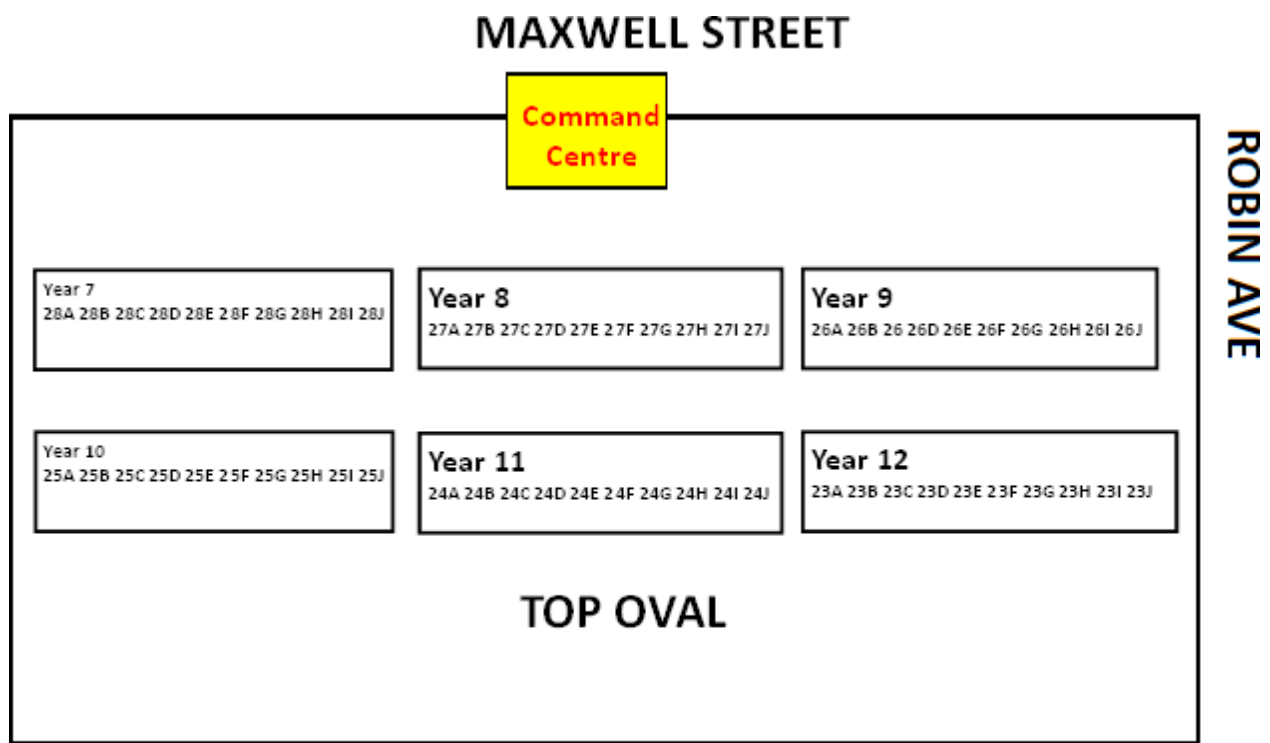 MAXWELL STREET
Command
Centre
ROBIN AVE
Year 7
28A 28B 28C 28D 28E 28F 28G 28H 28I 28J
Year 8
27A 27B 27C 27D 27E 27F 27G 27H 27I 27J
Year 9
26A 26B 26 26D 26E 26F 26G 26H 26I 26J
Year 10
25A 25B 25C 25D 25E 25F 25G 25H 25I 25J
Year 11
24A 24B 24C 24D 24E 24F 24G 24H 24I 24J
Year 12
23A 23B 23C 23D 23E 23F 23G 23H 23I 23J
TOP OVAL